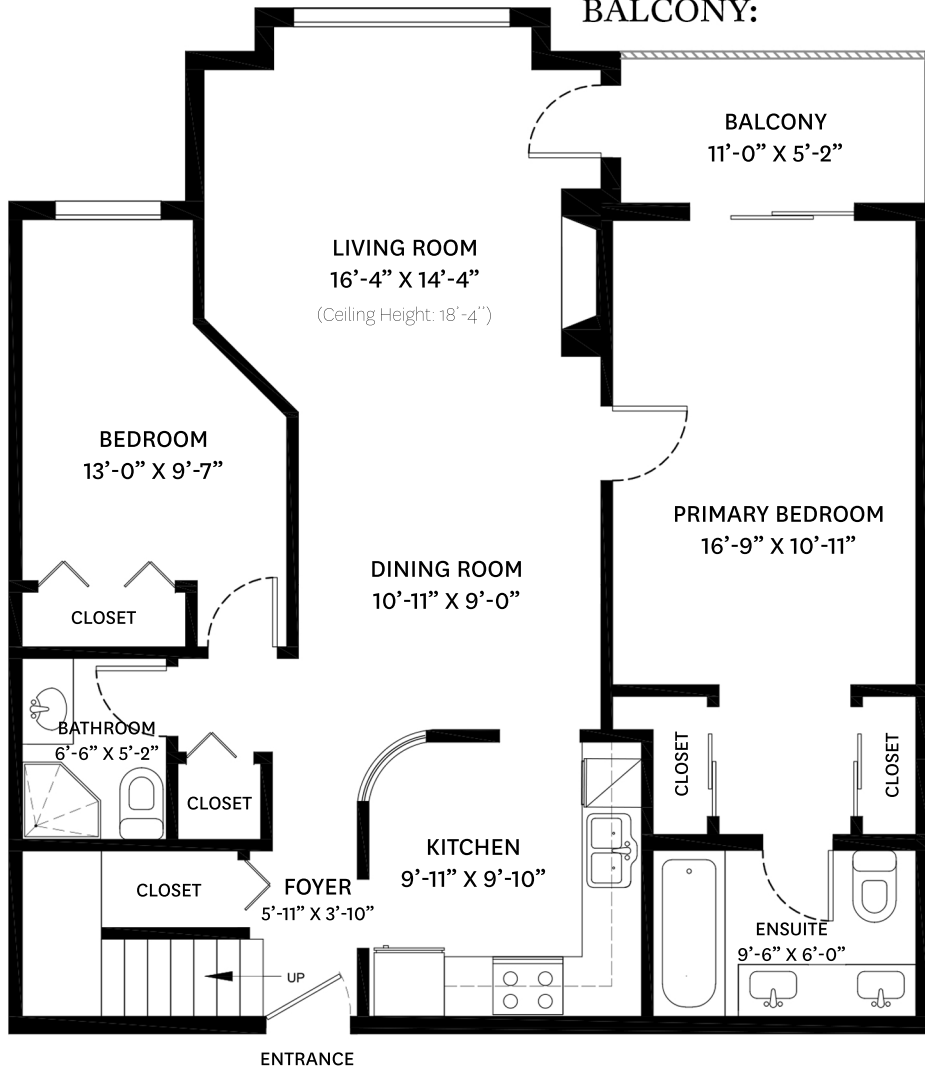 BALCONY:
BALCONY
11’-0” X 5’-2”
LIVING ROOM
16’-4” X 14’-4”
(Ceiling Height: 18’-4’’)
BEDROOM
13’-0” X 9’-7”
PRIMARY BEDROOM
16’-9” X 10’-11”
DINING ROOM
10’-11” X 9’-0”
CLOSET
BATHROOM
6’-6” X 5’-2”
CLOSET
CLOSET
CLOSET
KITCHEN
9’-11” X 9’-10”
CLOSET
FOYER
5’-11” X 3’-10”
ENSUITE
9’-6” X 6’-0”
UP
ENTRANCE